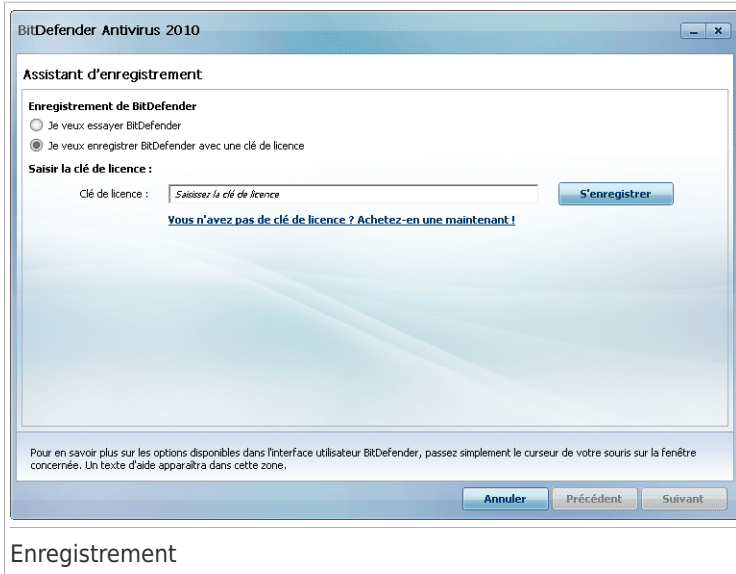 BitDefender Antivirus 2010
Assistant d'enregistrement
Enregistrement de BitDefender
Je veux essayer BitDefender
Je veux enregistrer BitDefender avec une clé de licence
Saisir la clé de licence :
Clé de licence : Saisissez la clé de licence S'enregistrer
Vous n'avez pas de clé de licence ? Achetez-en une maintenant !
Pour en savoir plus sur les options disponibles dans l'interface utilisateur BitDefender, passez simplement le curseur de votre souris sur la fenêtre
concernée. Un texte d'aide apparaîtra dans cette zone.
Annuler Précédent Suivant
Enregistrement